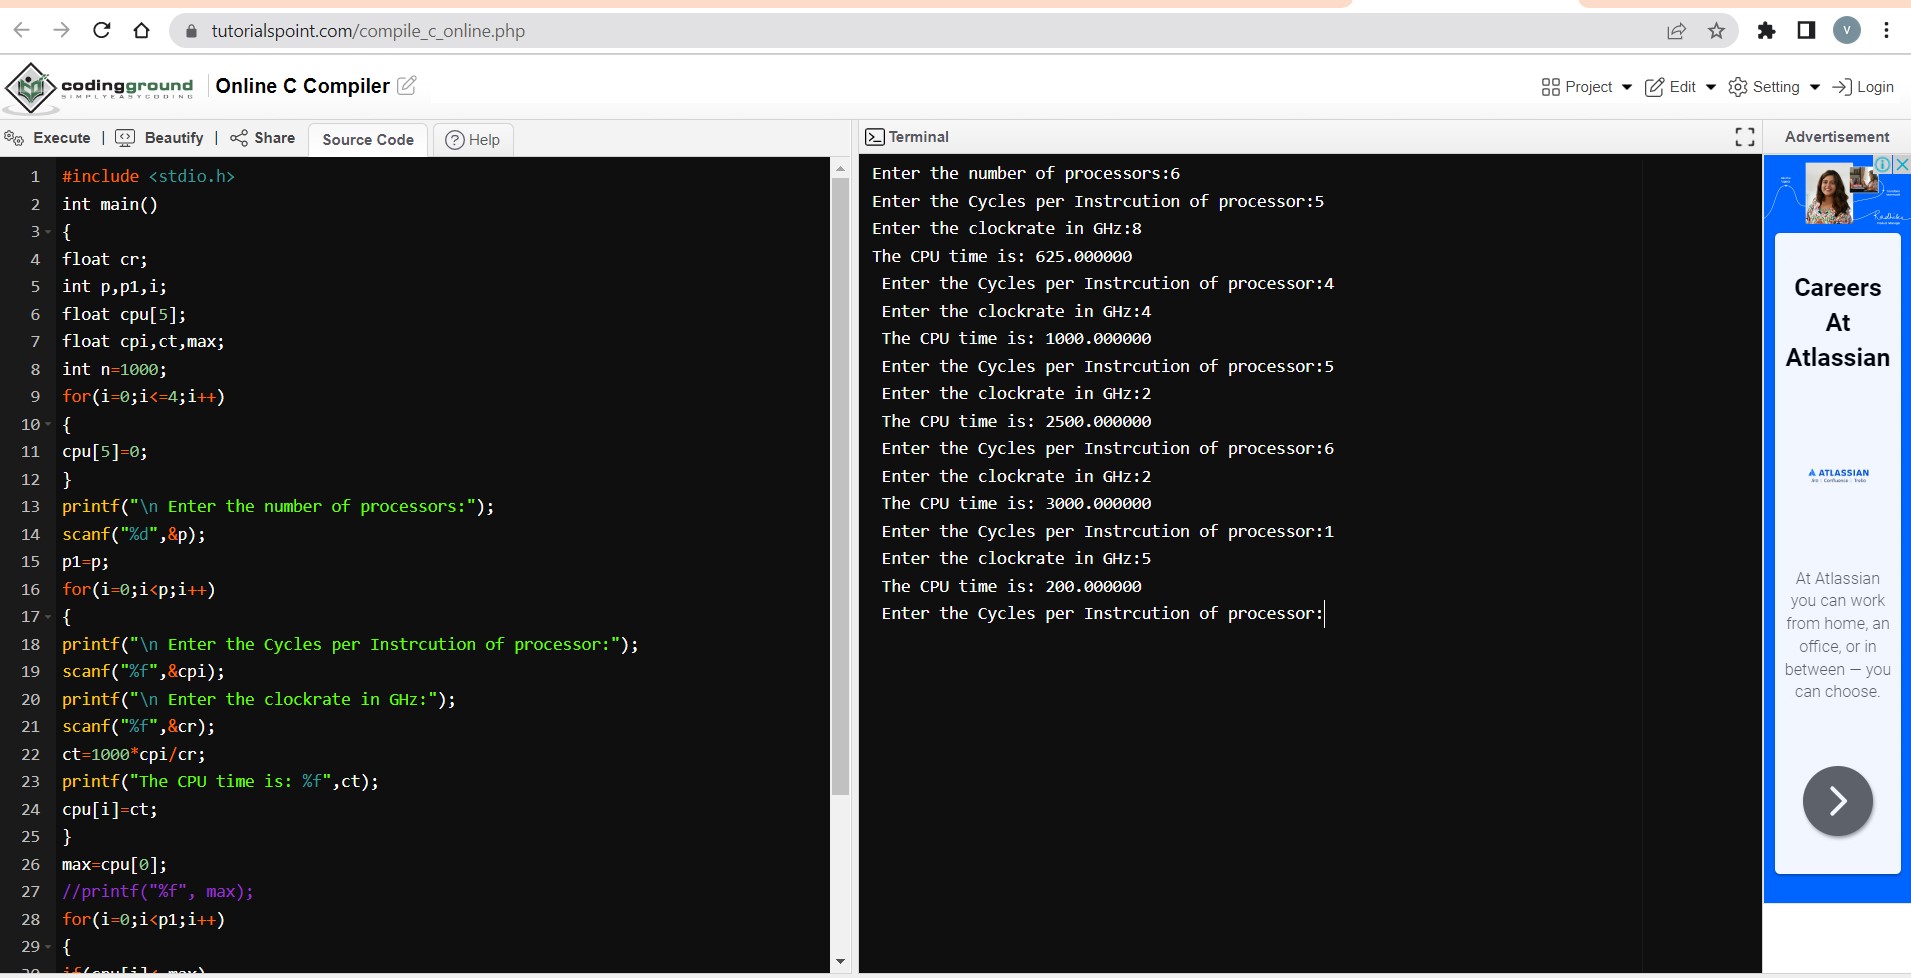 tutorialspoint.com/compile_c_online.php
V
codingground
SIMPLYEASYCODING
Online C Compiler
Project
Edit
Setting
Login
Execute | Beautify | Share
Source Code
Help
1 #include <stdio.h>
2 int main()
3 {
4 float cr;
5 int p,p1,i;
6 float cpu[5];
7 float cpi,ct,max;
8 int n=1000;
9 for(i=0;i<=4;i++)
10 {
11 cpu[5]=0;
12 }
13 printf("\n Enter the number of processors:");
14 scanf("%d",&p);
15 p1=p;
16 for(i=0;i<p;i++)
17 {
18 printf("\n Enter the Cycles per Instrcution of processor:");
19 scanf("%f",&cpi);
20 printf("\n Enter the clockrate in GHz:");
21 scanf("%f",&cr);
22 ct=1000*cpi/cr;
23 printf("The CPU time is: %f",ct);
24 cpu[i]=ct;
25 }
26 max=cpu[0];
27 //printf("%f", max);
28 for(i=0;i<p1;i++)
29 {
Terminal
Enter the number of processors:6
Enter the Cycles per Instrcution of processor:5
Enter the clockrate in GHz:8
The CPU time is: 625.000000
Enter the Cycles per Instrcution of processor:4
Enter the clockrate in GHz:4
The CPU time is: 1000.000000
Enter the Cycles per Instrcution of processor:5
Enter the clockrate in GHz:2
The CPU time is: 2500.000000
Enter the Cycles per Instrcution of processor:6
Enter the clockrate in GHz:2
The CPU time is: 3000.000000
Enter the Cycles per Instrcution of processor:1
Enter the clockrate in GHz:5
The CPU time is: 200.000000
Enter the Cycles per Instrcution of processor:
Advertisement
Careers
At
Atlassian
ATLASSIAN
At Atlassian
you can work
from home, an
office, or in
between — you
can choose.